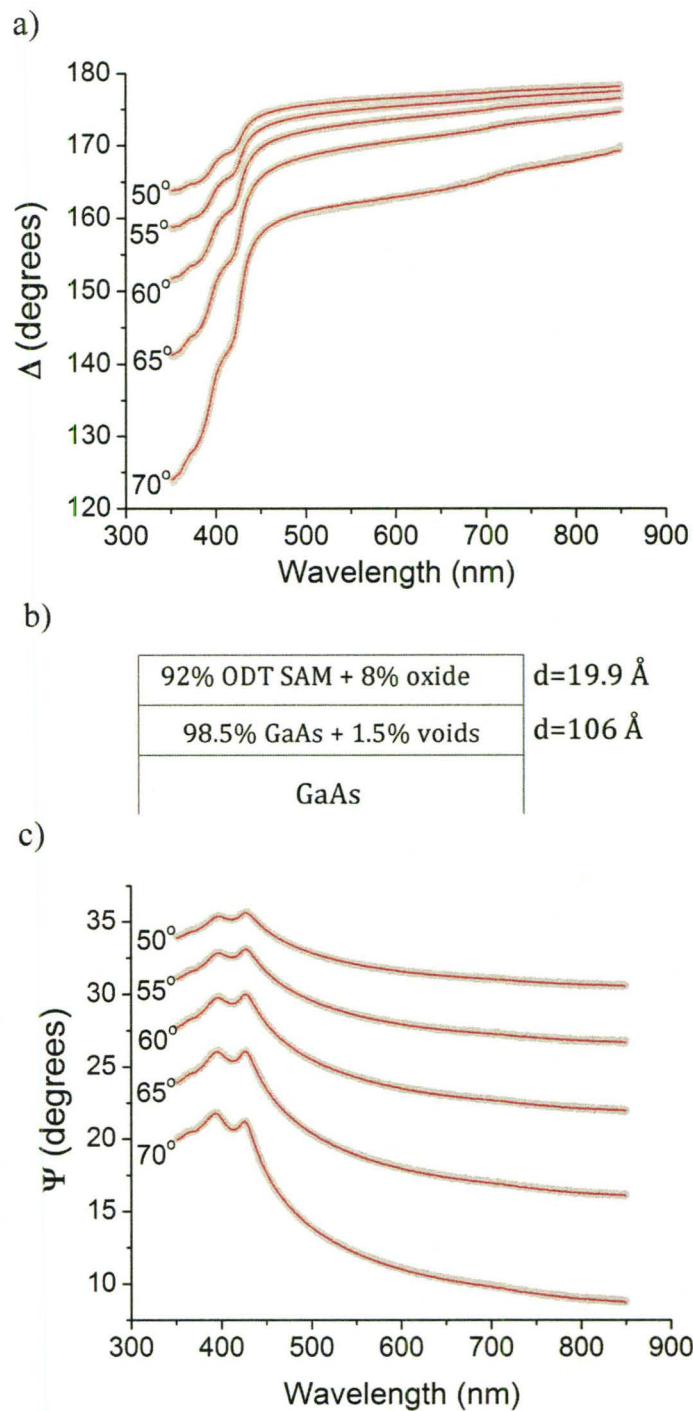 a)
180
170
160
150
140
130
120
Δ (degrees)
50°
55°
60°
65°
70°
300 400 500 600 700 800 900
Wavelength (nm)
b)
92% ODT SAM + 8% oxide d=19.9 Å
98.5% GaAs + 1.5% voids d=106 Å
GaAs
c)
35
30
25
20
15
10
Ψ (degrees)
50°
55°
60°
65°
70°
300 400 500 600 700 800 900
Wavelength (nm)